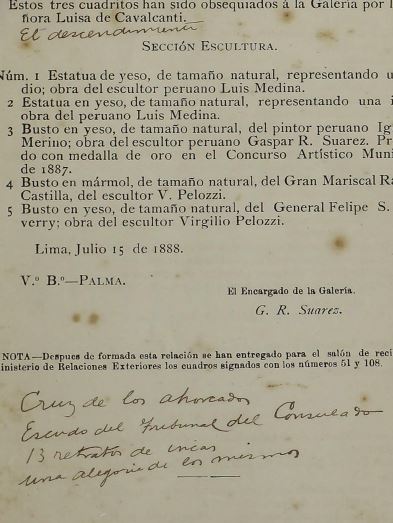 Estos tres cuadritos han sido obsequiados á la Galería por l
ñora Luisa de Cavalcanti.
El descendimiento
SECCIÓN ESCULTURA.
Núm. 1 Estatua de yeso, de tamaño natural, representando u
dio; obra del escultor peruano Luis Medina.
2 Estatua en yeso, de tamaño natural, representando una i
obra del peruano Luis Medina.
3 Busto en yeso, de tamaño natural, del pintor peruano Ig
Merino; obra del escultor peruano Gaspar R. Suarez. Pr
do con medalla de oro en el Concurso Artístico Muni
de 1887.
4 Busto en mármol, de tamaño natural, del Gran Mariscal Ra
Castilla, del escultor V. Pelozzi.
5 Busto en yeso, de tamaño natural, del General Felipe S.
verry; obra del escultor Virgilio Pelozzi.
Lima, Julio 15 de 1888.
V.º B.º—PALMA.
El Encargado de la Galería.
G. R. Suarez.
NOTA—Despues de formada esta relación se han entregado para el salón de reci
inisterio de Relaciones Exteriores los cuadros signados con los números 51 y 108.
Cruz de los ahorcados
Escudo del Tribunal del Consulado
13 retratos de incas
una alegoria de los mismos